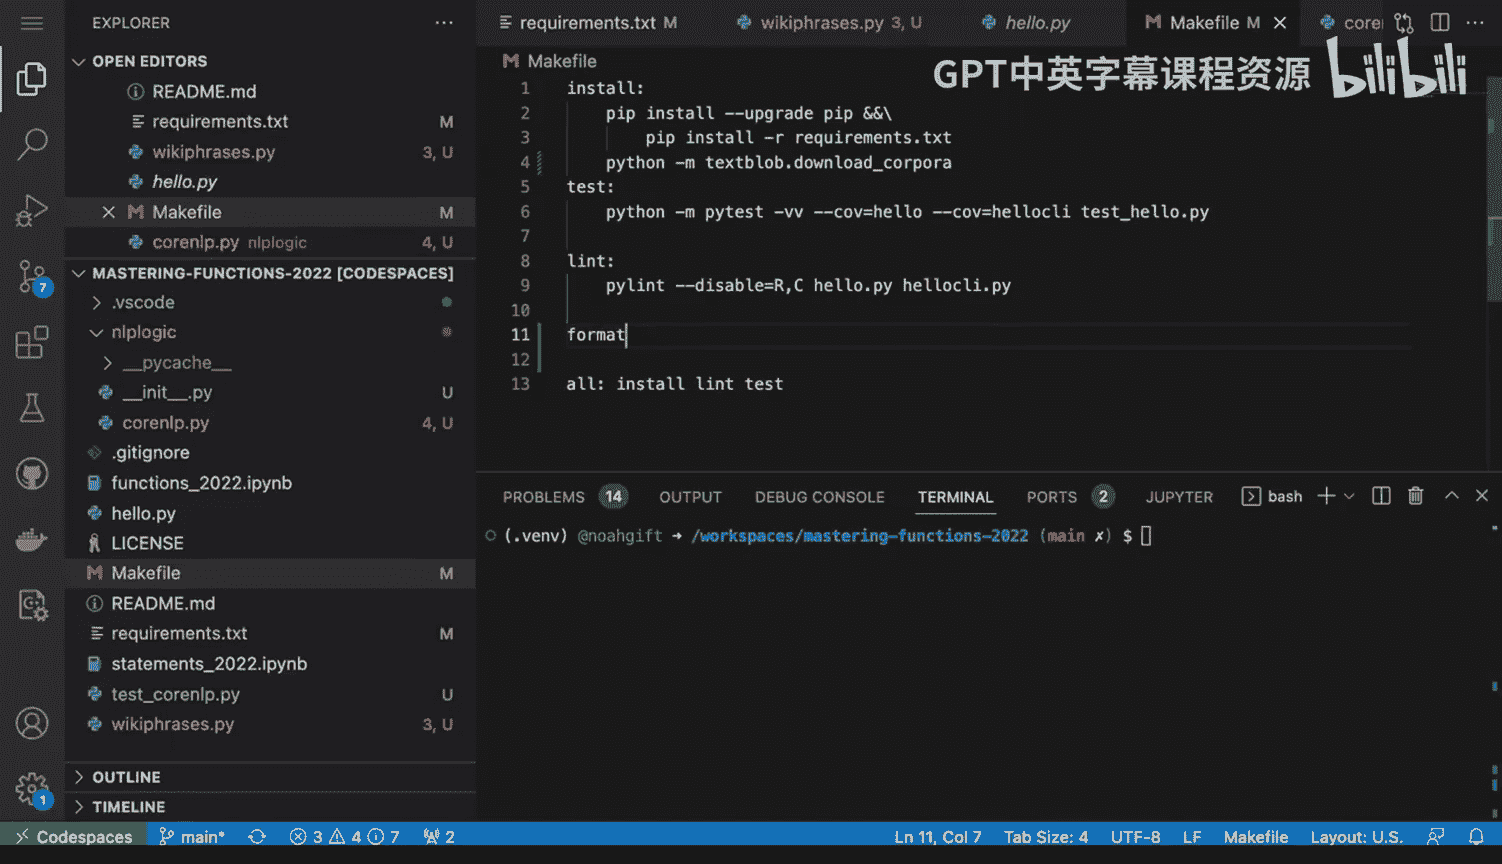 EXPLORER
requirements.txt M
wikiphrases.py 3, U
hello.py
Makefile M
core
GPT中英字幕课程资源
bilibili
OPEN EDITORS
README.md
requirements.txt M
wikiphrases.py 3, U
hello.py
Makefile M
corenlp.py nlplogic 4, U
MASTERING-FUNCTIONS-2022 [CODESPACES]
.vscode
nlplogic
__pycache__
__init__.py U
corenlp.py 4, U
.gitignore
functions_2022.ipynb
hello.py
LICENSE
Makefile M
README.md
requirements.txt M
statements_2022.ipynb
test_corenlp.py U
wikiphrases.py 3, U
OUTLINE
TIMELINE
7
1
Makefile
1 install:
2 pip install --upgrade pip &&\
3 pip install -r requirements.txt
4 python -m textblob.download_corpora
5 test:
6 python -m pytest -vv --cov=hello --cov=hellocli test_hello.py
7
8 lint:
9 pylint --disable=R,C hello.py hellocli.py
10
11 format
12
13 all: install lint test
PROBLEMS 14 OUTPUT DEBUG CONSOLE TERMINAL PORTS 2 JUPYTER bash
(.venv) @noahgift → /workspaces/mastering-functions-2022 (main ✗) $
Codespaces main* 3 4 7 2 Ln 11, Col 7 Tab Size: 4 UTF-8 LF Makefile Layout: U.S.